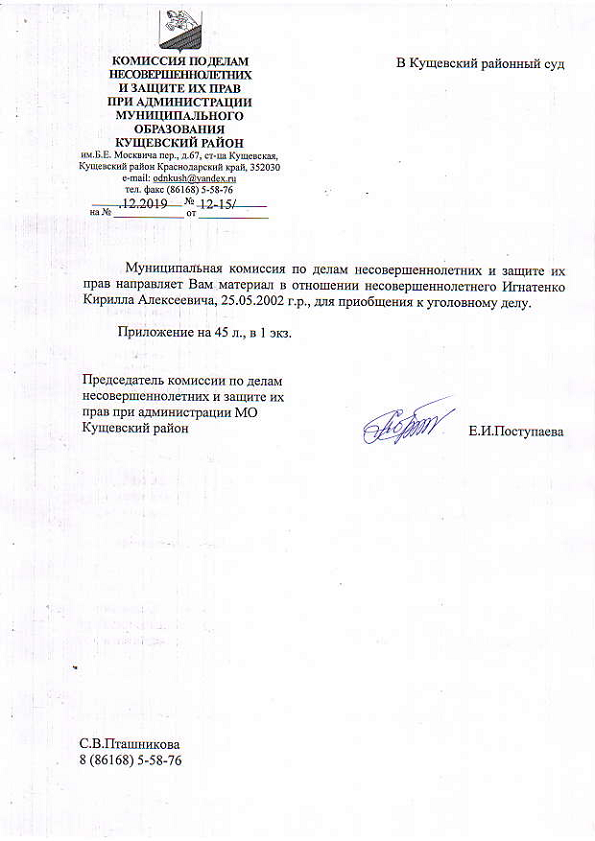 КОМИССИЯ ПО ДЕЛАМ
НЕСОВЕРШЕННОЛЕТНИХ
И ЗАЩИТЕ ИХ ПРАВ
ПРИ АДМИНИСТРАЦИИ
МУНИЦИПАЛЬНОГО
ОБРАЗОВАНИЯ
КУЩЕВСКИЙ РАЙОН
им.Б.Е. Москвича пер., д.67, ст-ца Кущевская,
Кущевский район Краснодарский край, 352030
e-mail: odnkush@yandex.ru
тел. факс (86168) 5-58-76
.12.2019 № 12-15/
на № от
В Кущевский районный суд
Муниципальная комиссия по делам несовершеннолетних и защите их
прав направляет Вам материал в отношении несовершеннолетнего Игнатенко
Кирилла Алексеевича, 25.05.2002 г.р., для приобщения к уголовному делу.
Приложение на 45 л., в 1 экз.
Председатель комиссии по делам
несовершеннолетних и защите их
прав при администрации МО
Кущевский район
Е.И.Поступаева
С.В.Пташникова
8 (86168) 5-58-76